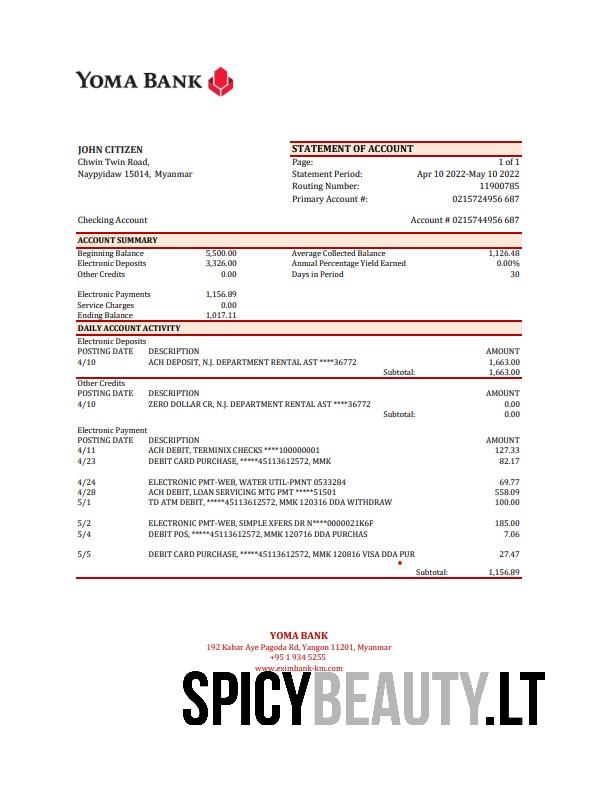 YOMA BANK
JOHN CITIZEN
Chwin Twin Road,
Naypyidaw 15014, Myanmar
STATEMENT OF ACCOUNT
Page: 1 of 1
Statement Period: Apr 10 2022-May 10 2022
Routing Number: 11900785
Primary Account #: 0215724956 687
Checking Account Account # 0215744956 687
ACCOUNT SUMMARY
Beginning Balance 5,500.00 Average Collected Balance 1,126.48
Electronic Deposits 3,326.00 Annual Percentage Yield Earned 0.00%
Other Credits 0.00 Days in Period 30
Electronic Payments 1,156.89
Service Charges 0.00
Ending Balance 1,017.11
DAILY ACCOUNT ACTIVITY
Electronic Deposits
POSTING DATE DESCRIPTION AMOUNT
4/10 ACH DEPOSIT, N.J. DEPARTMENT RENTAL AST ****36772 1,663.00
Subtotal: 1,663.00
Other Credits
POSTING DATE DESCRIPTION AMOUNT
4/10 ZERO DOLLAR CR, N.J. DEPARTMENT RENTAL AST ****36772 0.00
Subtotal: 0.00
Electronic Payment
POSTING DATE DESCRIPTION AMOUNT
4/11 ACH DEBIT, TERMINIX CHECKS ****100000001 127.33
4/23 DEBIT CARD PURCHASE, *****45113612572, MMK 82.17
4/24 ELECTRONIC PMT-WEB, WATER UTIL-PMNT 0533284 69.77
4/28 ACH DEBIT, LOAN SERVICING MTG PMT *****51501 558.09
5/1 TD ATM DEBIT, *****45113612572, MMK 120316 DDA WITHDRAW 100.00
5/2 ELECTRONIC PMT-WEB, SIMPLE XFERS DR N****0000021K6F 185.00
5/4 DEBIT POS, *****45113612572, MMK 120716 DDA PURCHAS 7.06
5/5 DEBIT CARD PURCHASE, *****45113612572, MMK 120816 VISA DDA PUR 27.47
Subtotal: 1,156.89
YOMA BANK
192 Kabar Aye Pagoda Rd, Yangon 11201, Myanmar
+95 1 934 5255
www.eximbank-km.com
SPICYBEAUTY.LT